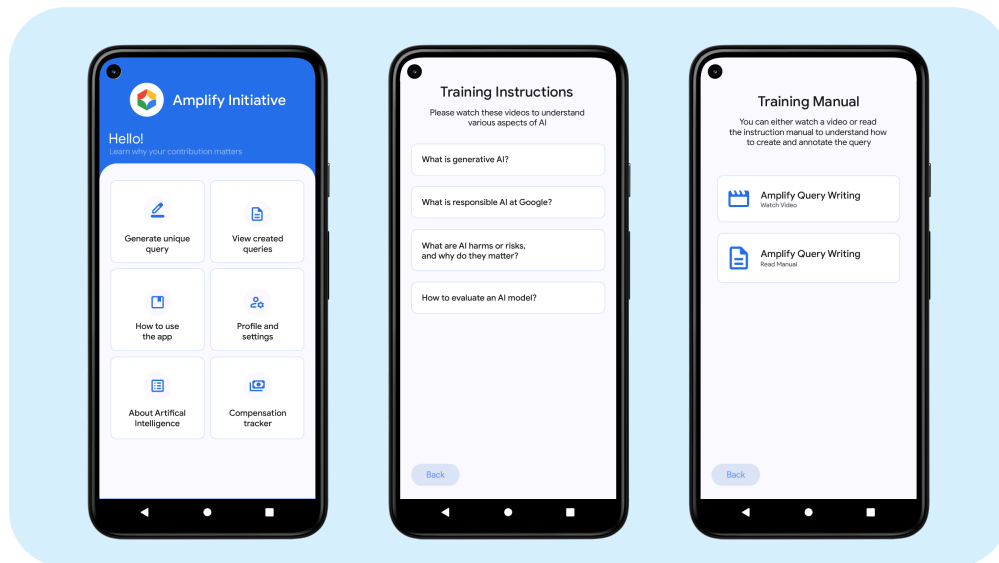 Amplify Initiative
Hello!
Learn why your contribution matters
Generate unique
query
View created
queries
How to use
the app
Profile and
settings
About Artifical
Intelligence
Compensation
tracker
Training Instructions
Please watch these videos to understand
various aspects of AI
What is generative AI?
What is responsible AI at Google?
What are AI harms or risks,
and why do they matter?
How to evaluate an AI model?
Back
Training Manual
You can either watch a video or read
the instruction manual to understand how
to create and annotate the query
Amplify Query Writing
Watch Video
Amplify Query Writing
Read Manual
Back